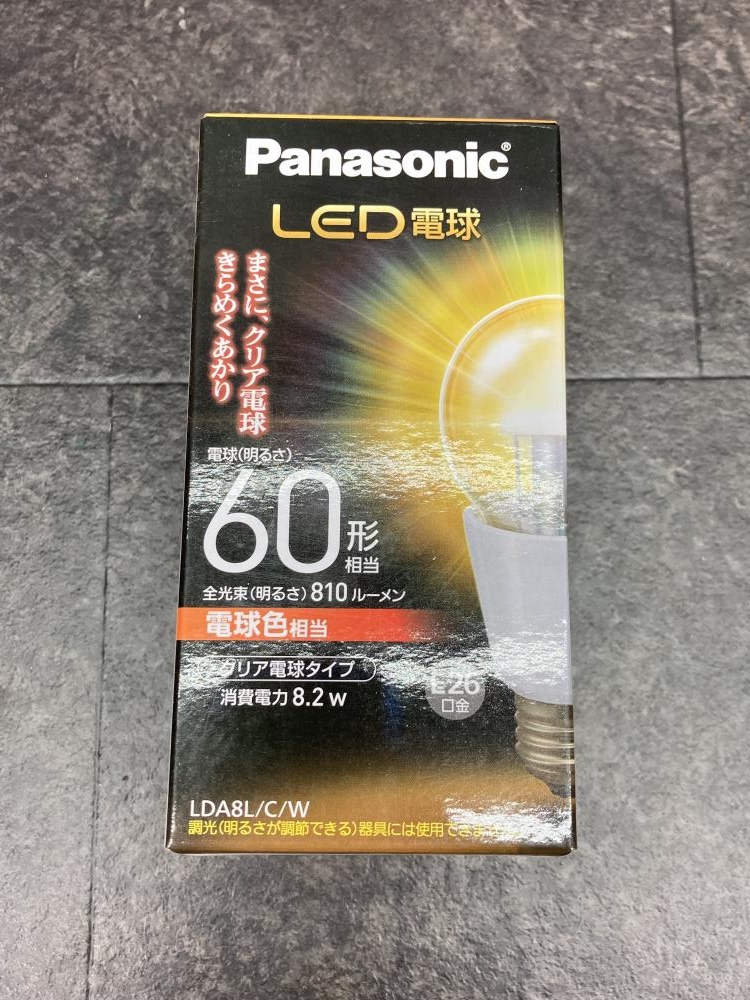 Panasonic®
LED電球
まさに、クリア電球
きらめくあかり
電球(明るさ)
60形
相当
全光束(明るさ)810ルーメン
電球色相当
クリア電球タイプ
消費電力8.2W
E26
口金
LDA8L/C/W
調光(明るさが調節できる)器具には使用できません